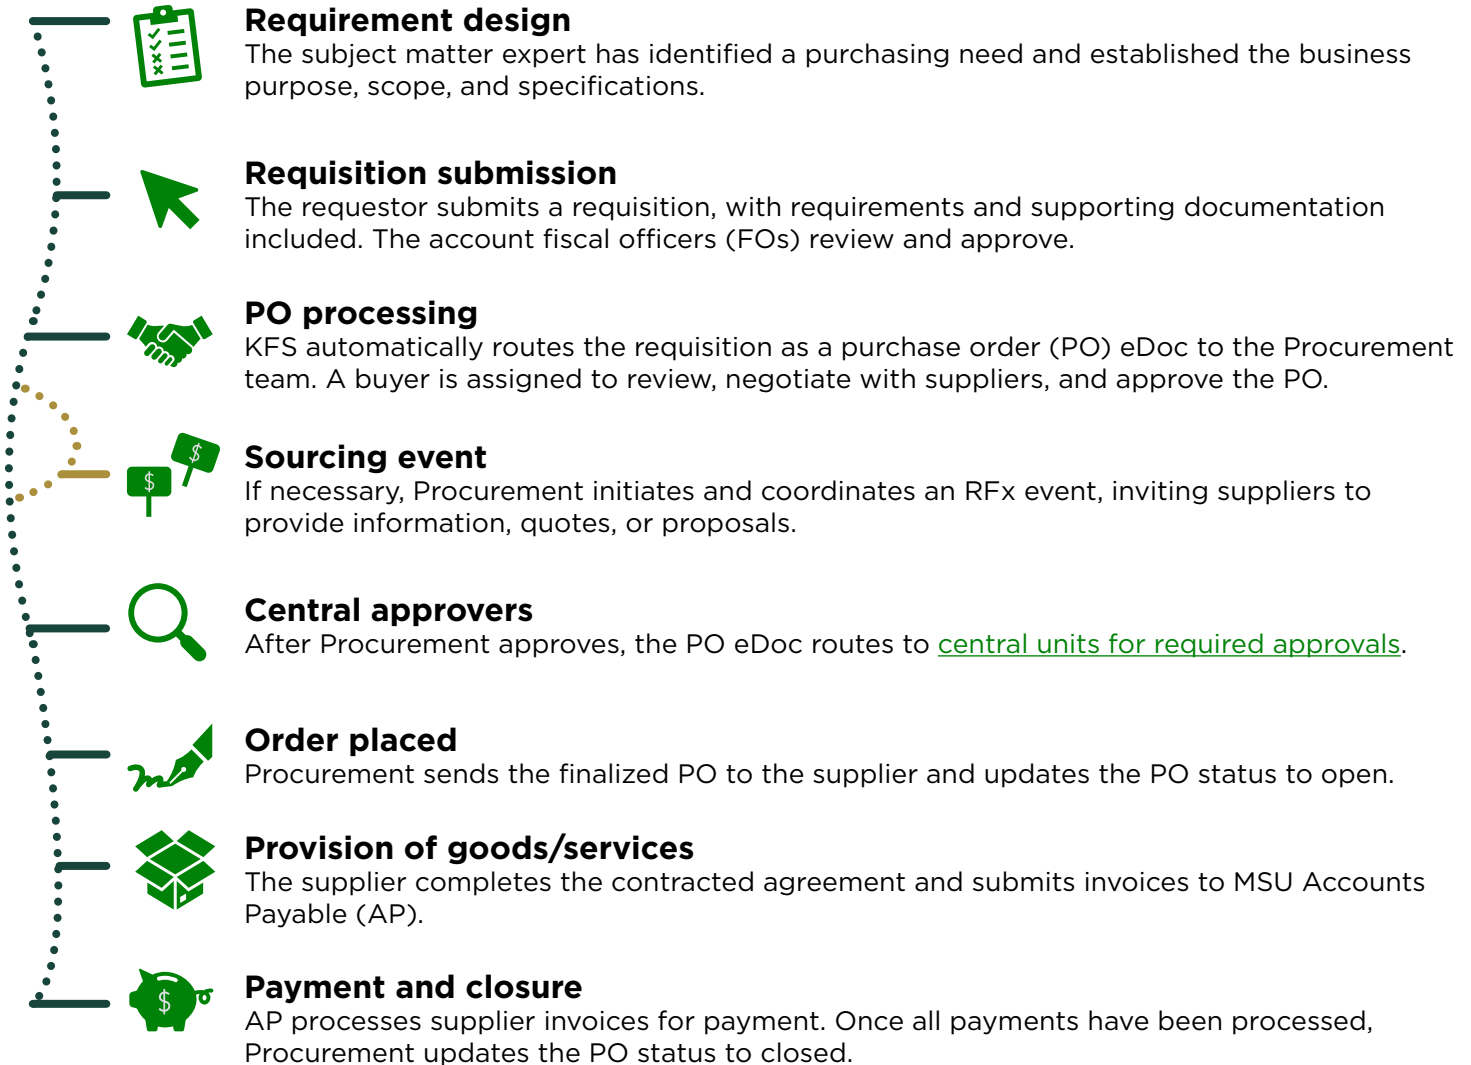 Requirement design
The subject matter expert has identified a purchasing need and established the business
purpose, scope, and specifications.
Requisition submission
The requestor submits a requisition, with requirements and supporting documentation
included. The account fiscal officers (FOs) review and approve.
PO processing
KFS automatically routes the requisition as a purchase order (PO) eDoc to the Procurement
team. A buyer is assigned to review, negotiate with suppliers, and approve the PO.
$
$
Sourcing event
If necessary, Procurement initiates and coordinates an RFx event, inviting suppliers to
provide information, quotes, or proposals.
Central approvers
After Procurement approves, the PO eDoc routes to central units for required approvals.
Order placed
Procurement sends the finalized PO to the supplier and updates the PO status to open.
Provision of goods/services
The supplier completes the contracted agreement and submits invoices to MSU Accounts
Payable (AP).
$
Payment and closure
AP processes supplier invoices for payment. Once all payments have been processed,
Procurement updates the PO status to closed.